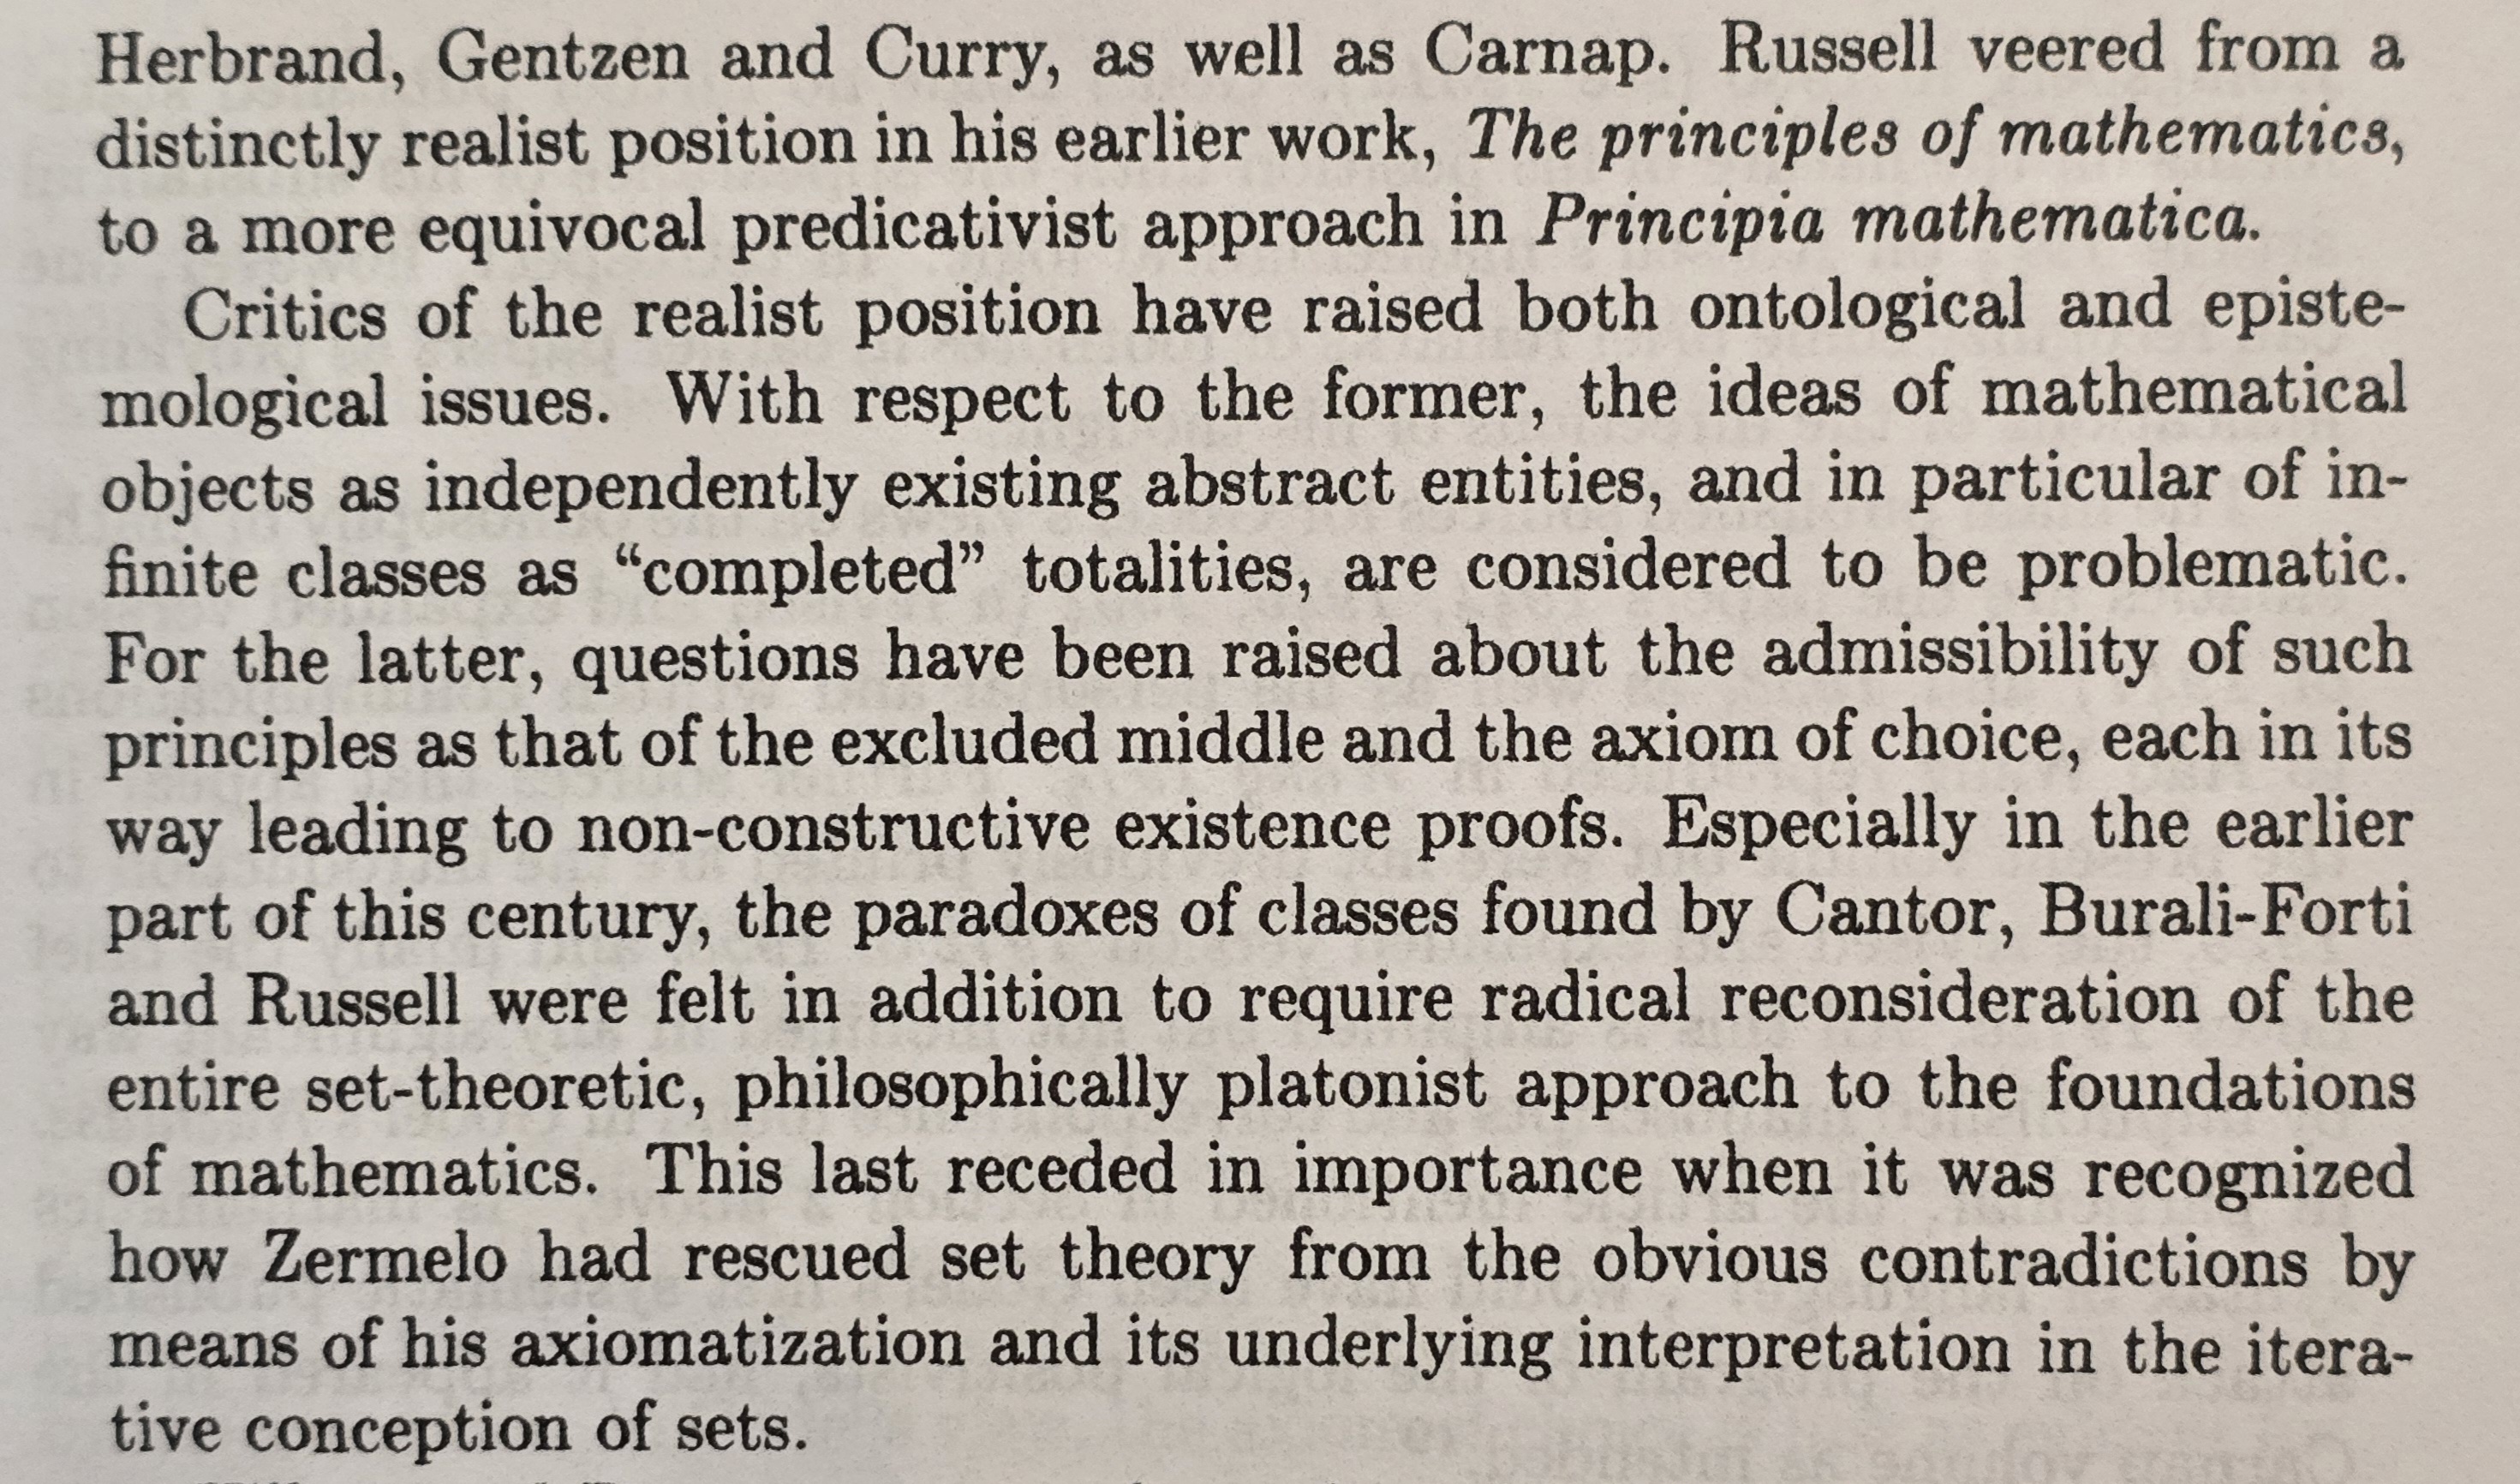 Herbrand, Gentzen and Curry, as well as Carnap. Russell veered from a
distinctly realist position in his earlier work, The principles of mathematics,
to a more equivocal predicativist approach in Principia mathematica.
Critics of the realist position have raised both ontological and episte-
mological issues. With respect to the former, the ideas of mathematical
objects as independently existing abstract entities, and in particular of in-
finite classes as “completed” totalities, are considered to be problematic.
For the latter, questions have been raised about the admissibility of such
principles as that of the excluded middle and the axiom of choice, each in its
way leading to non-constructive existence proofs. Especially in the earlier
part of this century, the paradoxes of classes found by Cantor, Burali-Forti
and Russell were felt in addition to require radical reconsideration of the
entire set-theoretic, philosophically platonist approach to the foundations
of mathematics. This last receded in importance when it was recognized
how Zermelo had rescued set theory from the obvious contradictions by
means of his axiomatization and its underlying interpretation in the itera-
tive conception of sets.